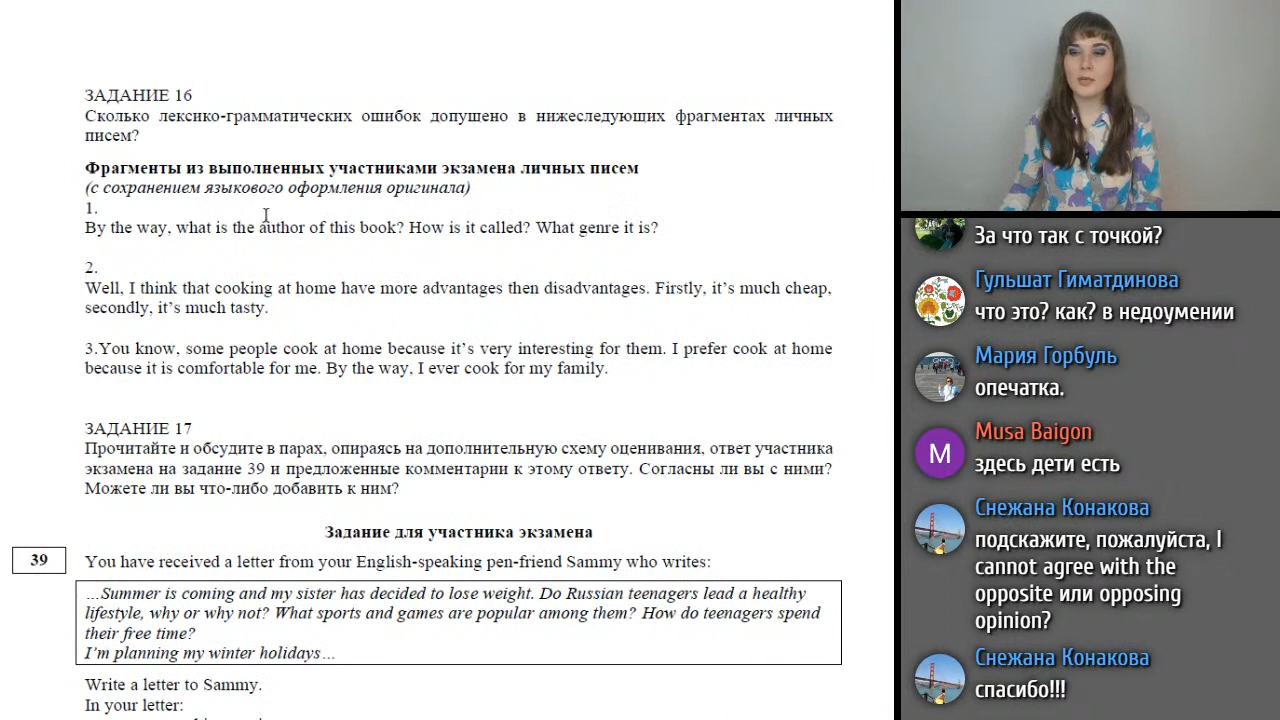 ЗАДАНИЕ 16
Сколько лексико-грамматических ошибок допущено в нижеследующих фрагментах личных
писем?
Фрагменты из выполненных участниками экзамена личных писем
(с сохранением языкового оформления оригинала)
1.
By the way, what is the author of this book? How is it called? What genre it is?
2.
Well, I think that cooking at home have more advantages then disadvantages. Firstly, it's much cheap,
secondly, it's much tasty.
3.You know, some people cook at home because it's very interesting for them. I prefer cook at home
because it is comfortable for me. By the way, I ever cook for my family.
ЗАДАНИЕ 17
Прочитайте и обсудите в парах, опираясь на дополнительную схему оценивания, ответ участника
экзамена на задание 39 и предложенные комментарии к этому ответу. Согласны ли вы с ними?
Можете ли вы что-либо добавить к ним?
Задание для участника экзамена
39
You have received a letter from your English-speaking pen-friend Sammy who writes:
…Summer is coming and my sister has decided to lose weight. Do Russian teenagers lead a healthy
lifestyle, why or why not? What sports and games are popular among them? How do teenagers spend
their free time?
I'm planning my winter holidays…
Write a letter to Sammy.
In your letter:
За что так с точкой?
Гульшат Гиматдинова
что это? как? в недоумении
Мария Горбуль
опечатка.
M
Musa Baigon
здесь дети есть
Снежана Конакова
подскажите, пожалуйста, I
cannot agree with the
opposite или opposing
opinion?
Снежана Конакова
спасибо!!!